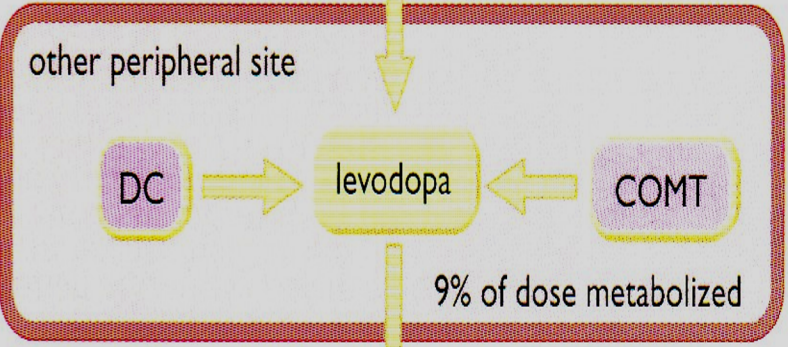 other peripheral site
DC
levodopa
COMT
9% of dose metabolized